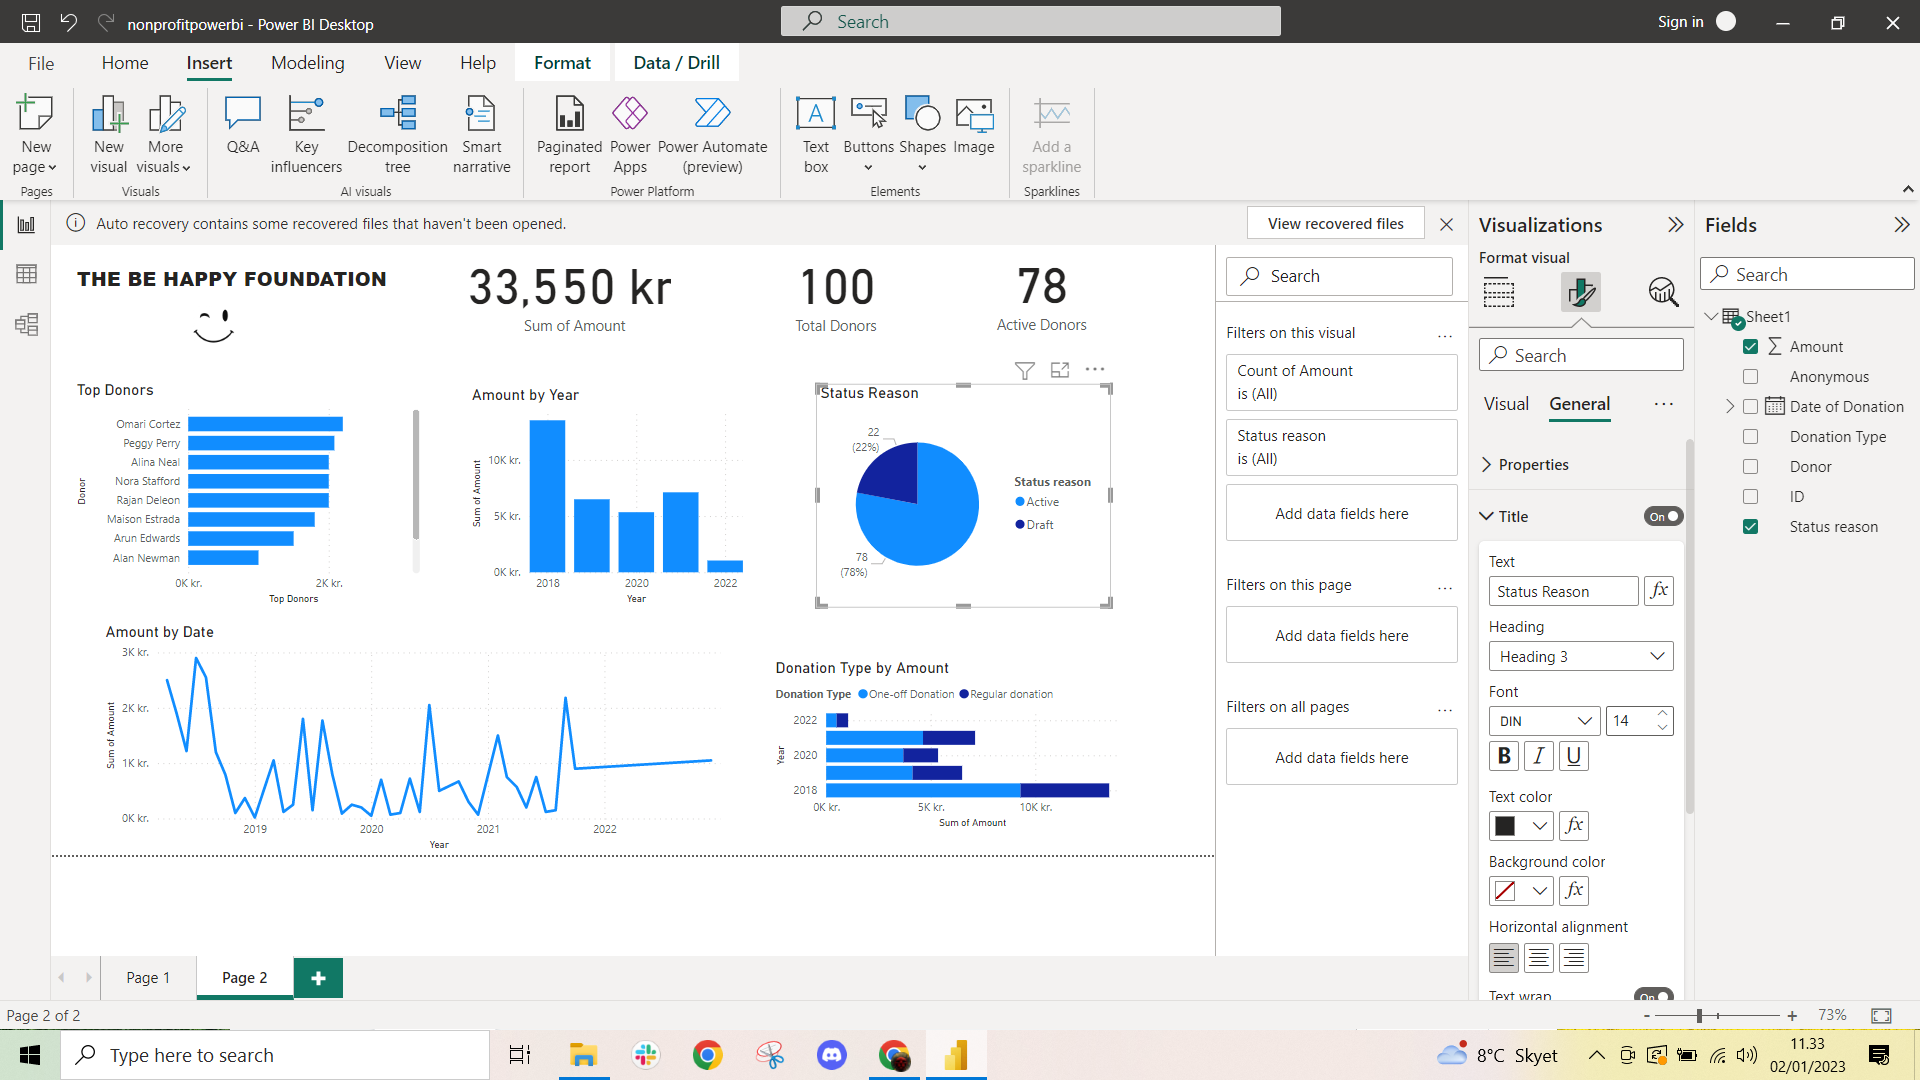 nonprofitpowerbi - Power BI Desktop
Search
Sign in
File Home Insert Modeling View Help Format Data / Drill
New page
New visual
More visuals
Q&A
Key influencers
Decomposition tree
Smart narrative
Paginated report
Power Apps
Power Automate (preview)
Text box
Buttons
Shapes
Image
Add a sparkline
Pages
Visuals
AI visuals
Power Platform
Elements
Sparklines
Auto recovery contains some recovered files that haven't been opened.
View recovered files
THE BE HAPPY FOUNDATION
33,550 kr
Sum of Amount
100
Total Donors
78
Active Donors
Top Donors
Donor
Omari Cortez
Peggy Perry
Alina Neal
Nora Stafford
Rajan Deleon
Maison Estrada
Arun Edwards
Alan Newman
0K kr. 2K kr.
Top Donors
Amount by Year
Sum of Amount
10K kr.
5K kr.
0K kr.
2018 2020 2022
Year
Status Reason
22
(22%)
78
(78%)
Status reason
Active
Draft
Amount by Date
Sum of Amount
3K kr.
2K kr.
1K kr.
0K kr.
2019 2020 2021 2022
Year
Donation Type by Amount
Donation Type One-off Donation Regular donation
Year
2022
2020
2018
0K kr. 5K kr. 10K kr.
Sum of Amount
Search
Filters on this visual ...
Count of Amount
is (All)
Status reason
is (All)
Add data fields here
Filters on this page ...
Add data fields here
Filters on all pages ...
Add data fields here
Visualizations
Format visual
Search
Visual General ...
Properties
Title On
Text
Status Reason fx
Heading
Heading 3
Font
DIN 14
B I U
Text color
fx
Background color
fx
Horizontal alignment
Text wrap On
Fields
Search
Sheet1
Amount
Anonymous
Date of Donation
Donation Type
Donor
ID
Status reason
Page 1 Page 2 +
Page 2 of 2
- + 73%
Type here to search
8°C Skyet
11.33
02/01/2023